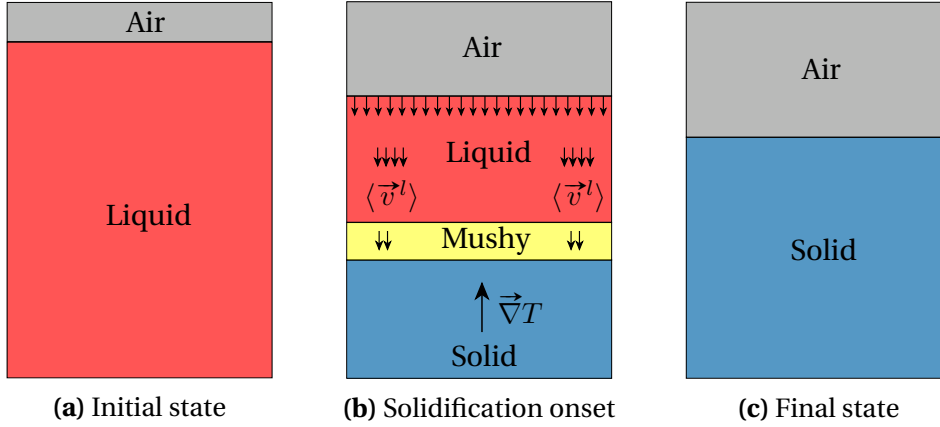 Air
Liquid
(a) Initial state
Air
Liquid
⟨v⃗ˡ⟩ ⟨v⃗ˡ⟩
Mushy
∇⃗T
Solid
(b) Solidification onset
Air
Solid
(c) Final state